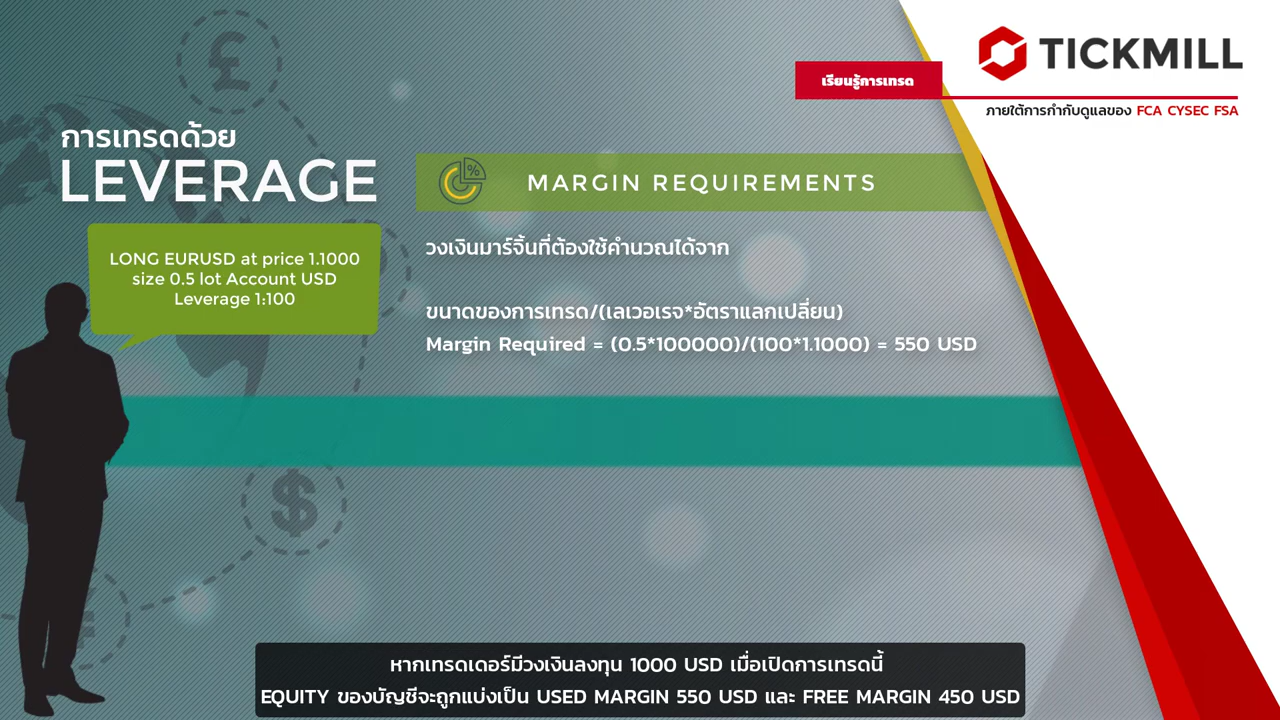 TICKMILL
เรียนรู้การเทรด
ภายใต้การกำกับดูแลของ FCA CYSEC FSA
การเทรดด้วย
LEVERAGE
LONG EURUSD at price 1.1000
size 0.5 lot Account USD
Leverage 1:100
MARGIN REQUIREMENTS
วงเงินมาร์จิ้นที่ต้องใช้คำนวณได้จาก
ขนาดของการเทรด/(เลเวอเรจ*อัตราแลกเปลี่ยน)
Margin Required = (0.5*100000)/(100*1.1000) = 550 USD
หากเทรดเดอร์มีวงเงินลงทุน 1000 USD เมื่อเปิดการเทรดนี้
EQUITY ของบัญชีจะถูกแบ่งเป็น USED MARGIN 550 USD และ FREE MARGIN 450 USD